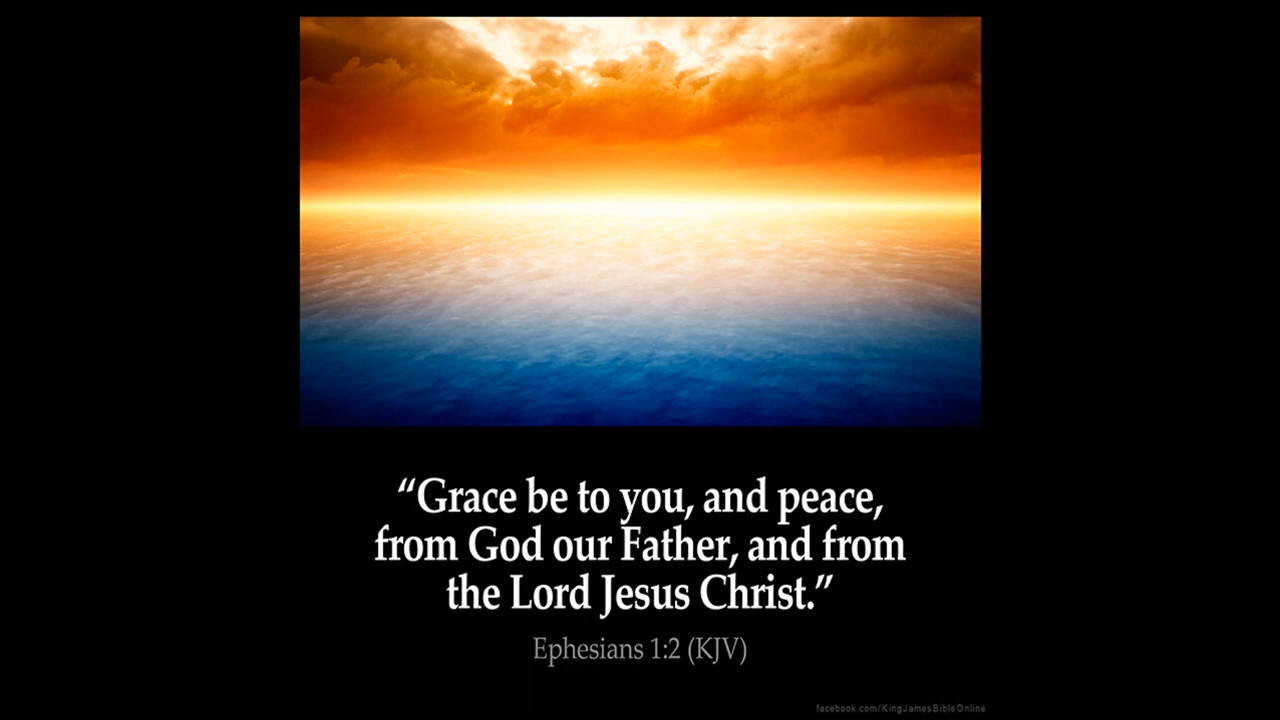 “Grace be to you, and peace,
from God our Father, and from
the Lord Jesus Christ.”
Ephesians 1:2 (KJV)
facebook.com/KingJamesBibleOnline